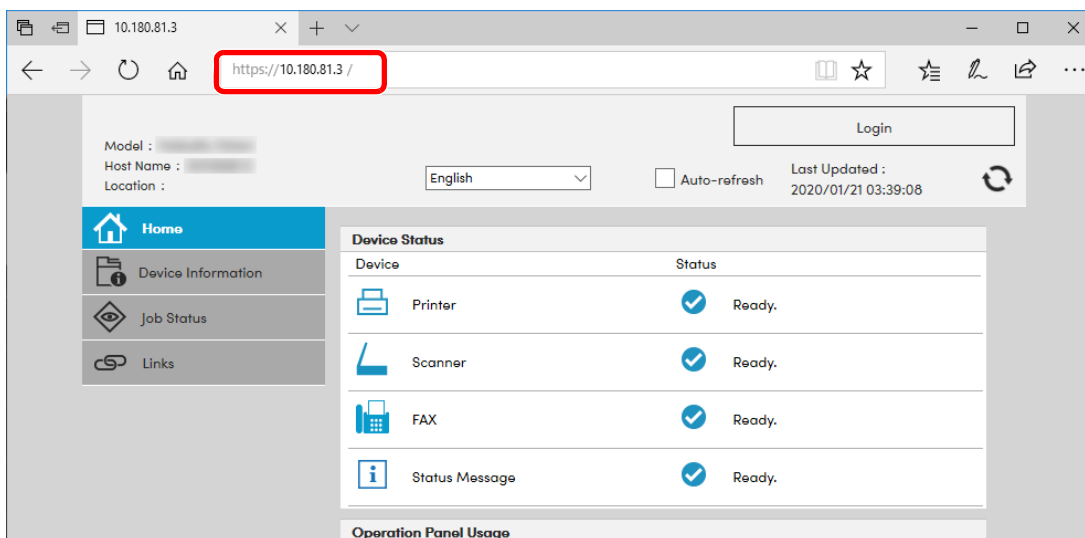 10.180.81.3
https://10.180.81.3 /
Login
Model :
Host Name :
Location :
English
Auto-refresh
Last Updated :
2020/01/21 03:39:08
Home
Device Information
Job Status
Links
Device Status
Device Status
Printer Ready.
Scanner Ready.
FAX Ready.
Status Message Ready.
Operation Panel Usage